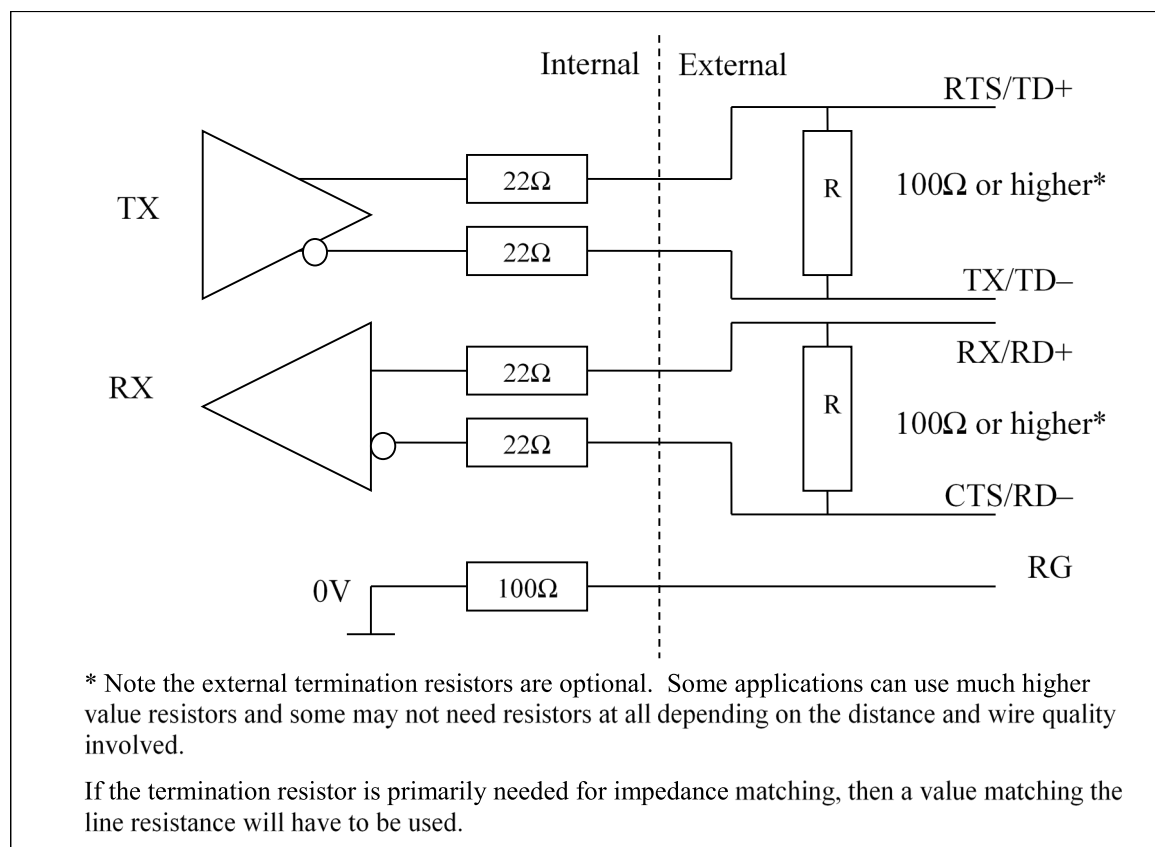 Internal
External
RTS/TD+
22Ω
R
100Ω or higher*
TX
22Ω
TX/TD–
22Ω
RX/RD+
RX
R
100Ω or higher*
22Ω
CTS/RD–
RG
0V
100Ω
* Note the external termination resistors are optional.  Some applications can use much higher
value resistors and some may not need resistors at all depending on the distance and wire quality
involved.
If the termination resistor is primarily needed for impedance matching, then a value matching the
line resistance will have to be used.